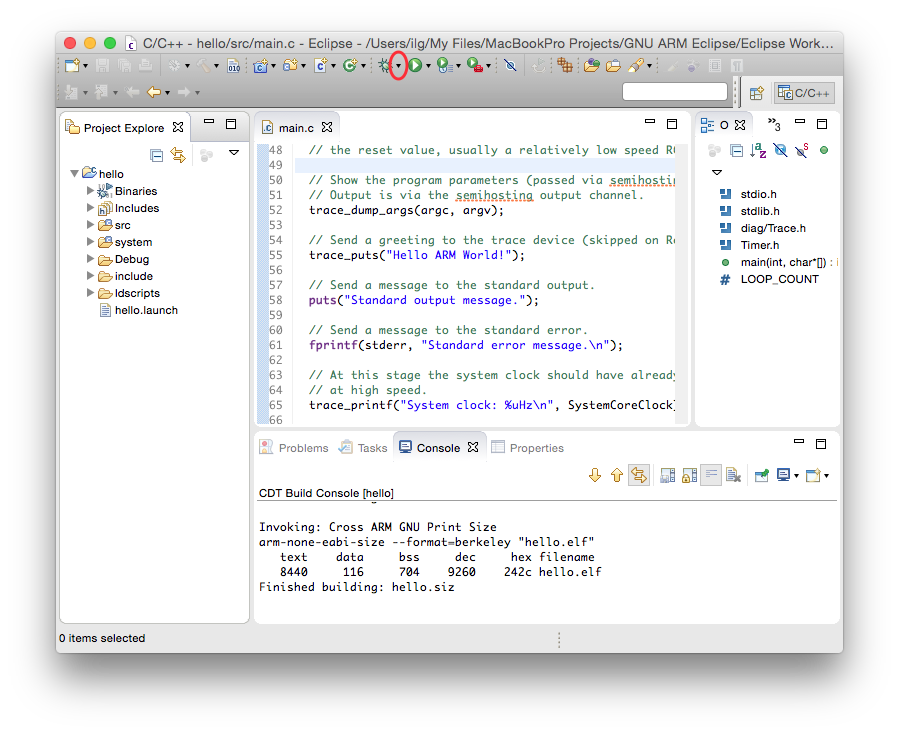 C/C++ - hello/src/main.c - Eclipse - /Users/ilg/My Files/MacBookPro Projects/GNU ARM Eclipse/Eclipse Work...
010
C/C++
Project Explorer
hello
Binaries
Includes
src
system
Debug
include
ldscripts
hello.launch
main.c
48 // the reset value, usually a relatively low speed R
49
50 // Show the program parameters (passed via semihostin
51 // Output is via the semihosting output channel.
52 trace_dump_args(argc, argv);
53
54 // Send a greeting to the trace device (skipped on Re
55 trace_puts("Hello ARM World!");
56
57 // Send a message to the standard output.
58 puts("Standard output message.");
59
60 // Send a message to the standard error.
61 fprintf(stderr, "Standard error message.\n");
62
63 // At this stage the system clock should have already
64 // at high speed.
65 trace_printf("System clock: %uHz\n", SystemCoreClock)
66
O
»3
stdio.h
stdlib.h
diag/Trace.h
Timer.h
main(int, char*[]) : i
# LOOP_COUNT
Problems
Tasks
Console
Properties
CDT Build Console [hello]
Invoking: Cross ARM GNU Print Size
arm-none-eabi-size --format=berkeley "hello.elf"
text data bss dec hex filename
8440 116 704 9260 242c hello.elf
Finished building: hello.siz
0 items selected